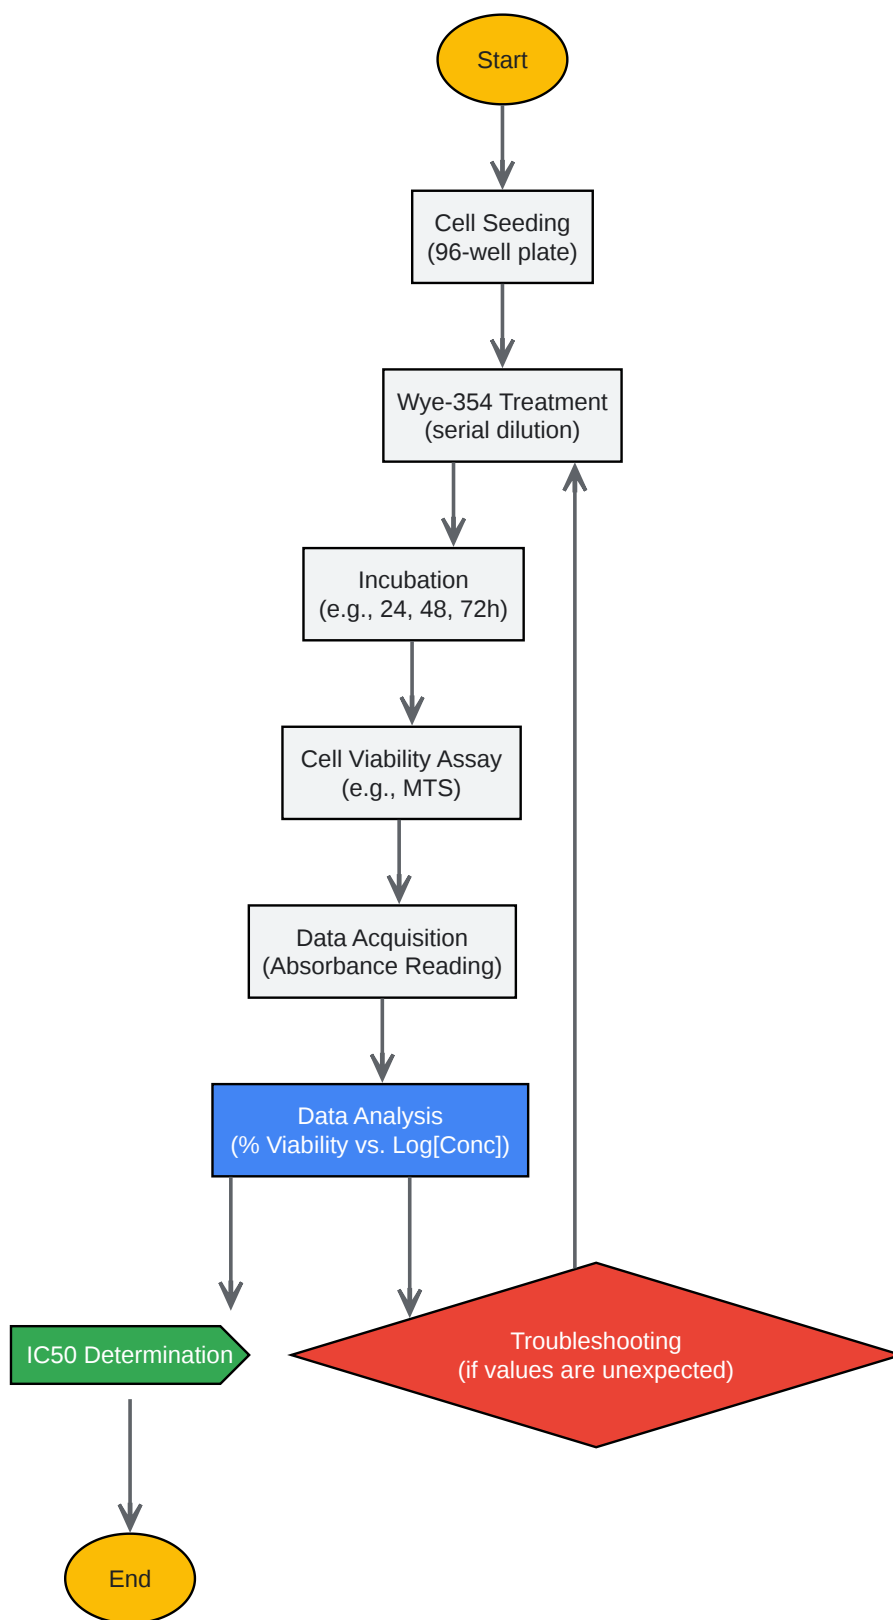 Start
Cell Seeding
(96-well plate)
Wye-354 Treatment
(serial dilution)
Incubation
(e.g., 24, 48, 72h)
Cell Viability Assay
(e.g., MTS)
Data Acquisition
(Absorbance Reading)
Data Analysis
(% Viability vs. Log[Conc])
IC50 Determination
Troubleshooting
(if values are unexpected)
End